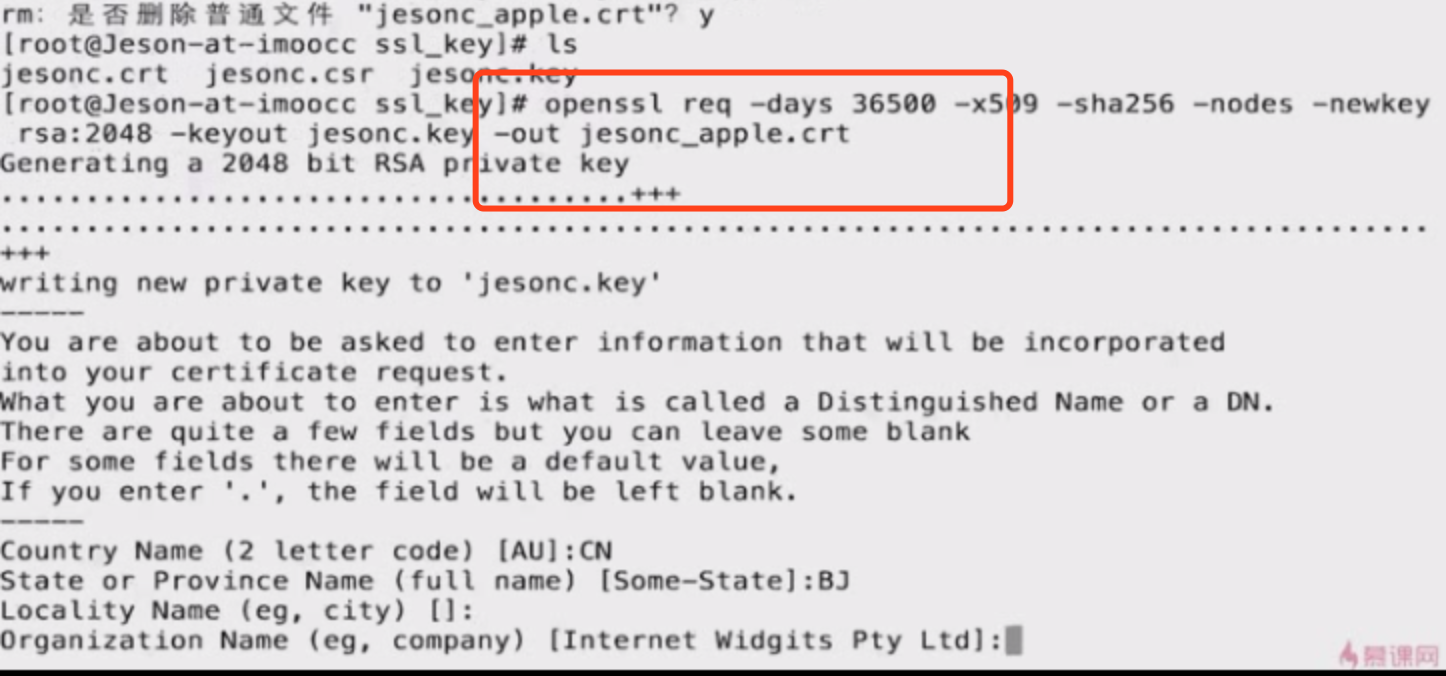 rm: 是否删除普通文件 "jesonc_apple.crt"? y
[root@Jeson-at-imoocc ssl_key]# ls
jesonc.crt  jesonc.csr  jesonc.key
[root@Jeson-at-imoocc ssl_key]# openssl req -days 36500 -x509 -sha256 -nodes -newkey
 rsa:2048 -keyout jesonc.key -out jesonc_apple.crt
Generating a 2048 bit RSA private key
.....................................+++
....................................................................................
+++
writing new private key to 'jesonc.key'
-----
You are about to be asked to enter information that will be incorporated
into your certificate request.
What you are about to enter is what is called a Distinguished Name or a DN.
There are quite a few fields but you can leave some blank
For some fields there will be a default value,
If you enter '.', the field will be left blank.
-----
Country Name (2 letter code) [AU]:CN
State or Province Name (full name) [Some-State]:BJ
Locality Name (eg, city) []:
Organization Name (eg, company) [Internet Widgits Pty Ltd]:
慕课网